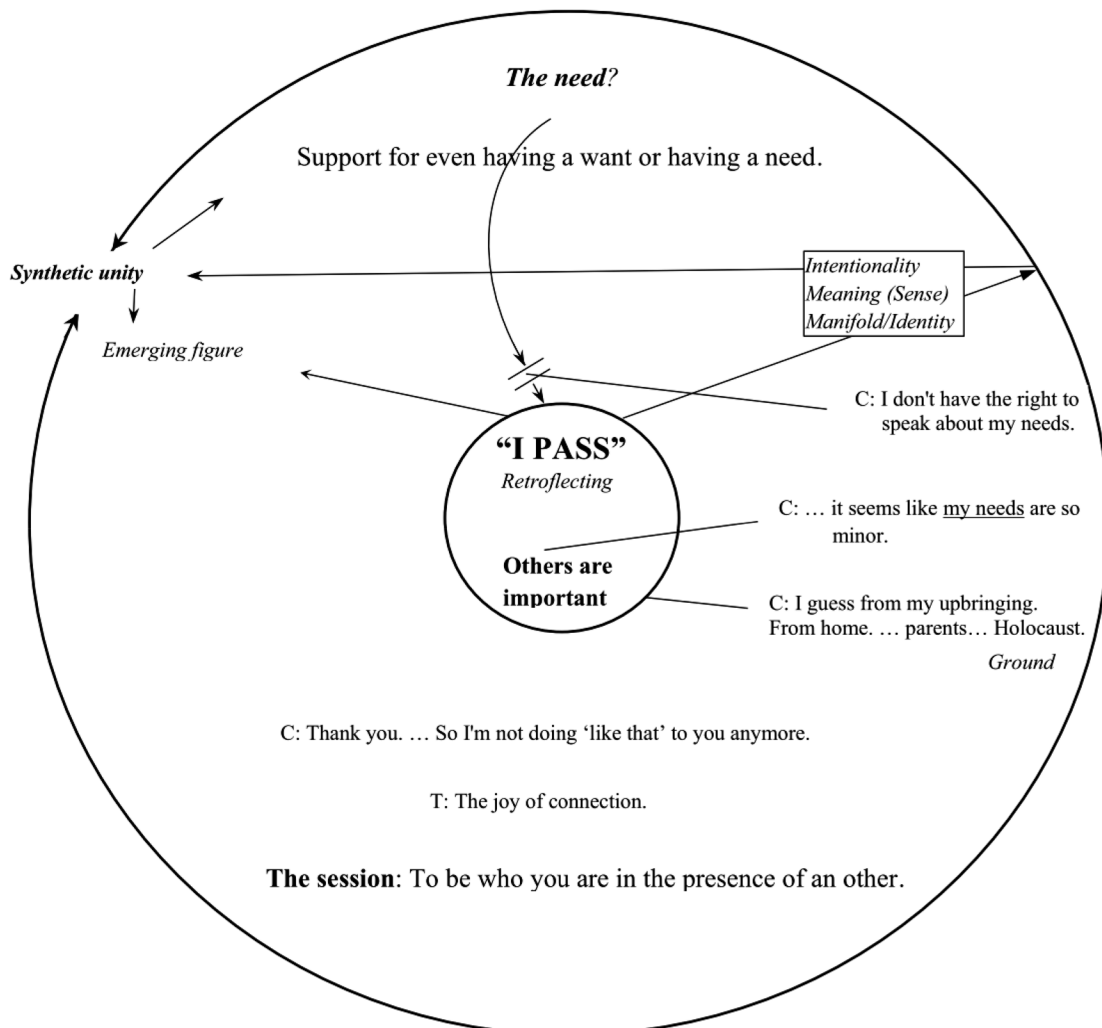 The need?
Support for even having a want or having a need.
Synthetic unity
Intentionality
Meaning (Sense)
Manifold/Identity
Emerging figure
C: I don't have the right to
speak about my needs.
“I PASS”
Retroflecting
C: … it seems like my needs are so
minor.
Others are
important
C: I guess from my upbringing.
From home. … parents… Holocaust.
Ground
C: Thank you. … So I'm not doing ‘like that’ to you anymore.
T: The joy of connection.
The session: To be who you are in the presence of an other.